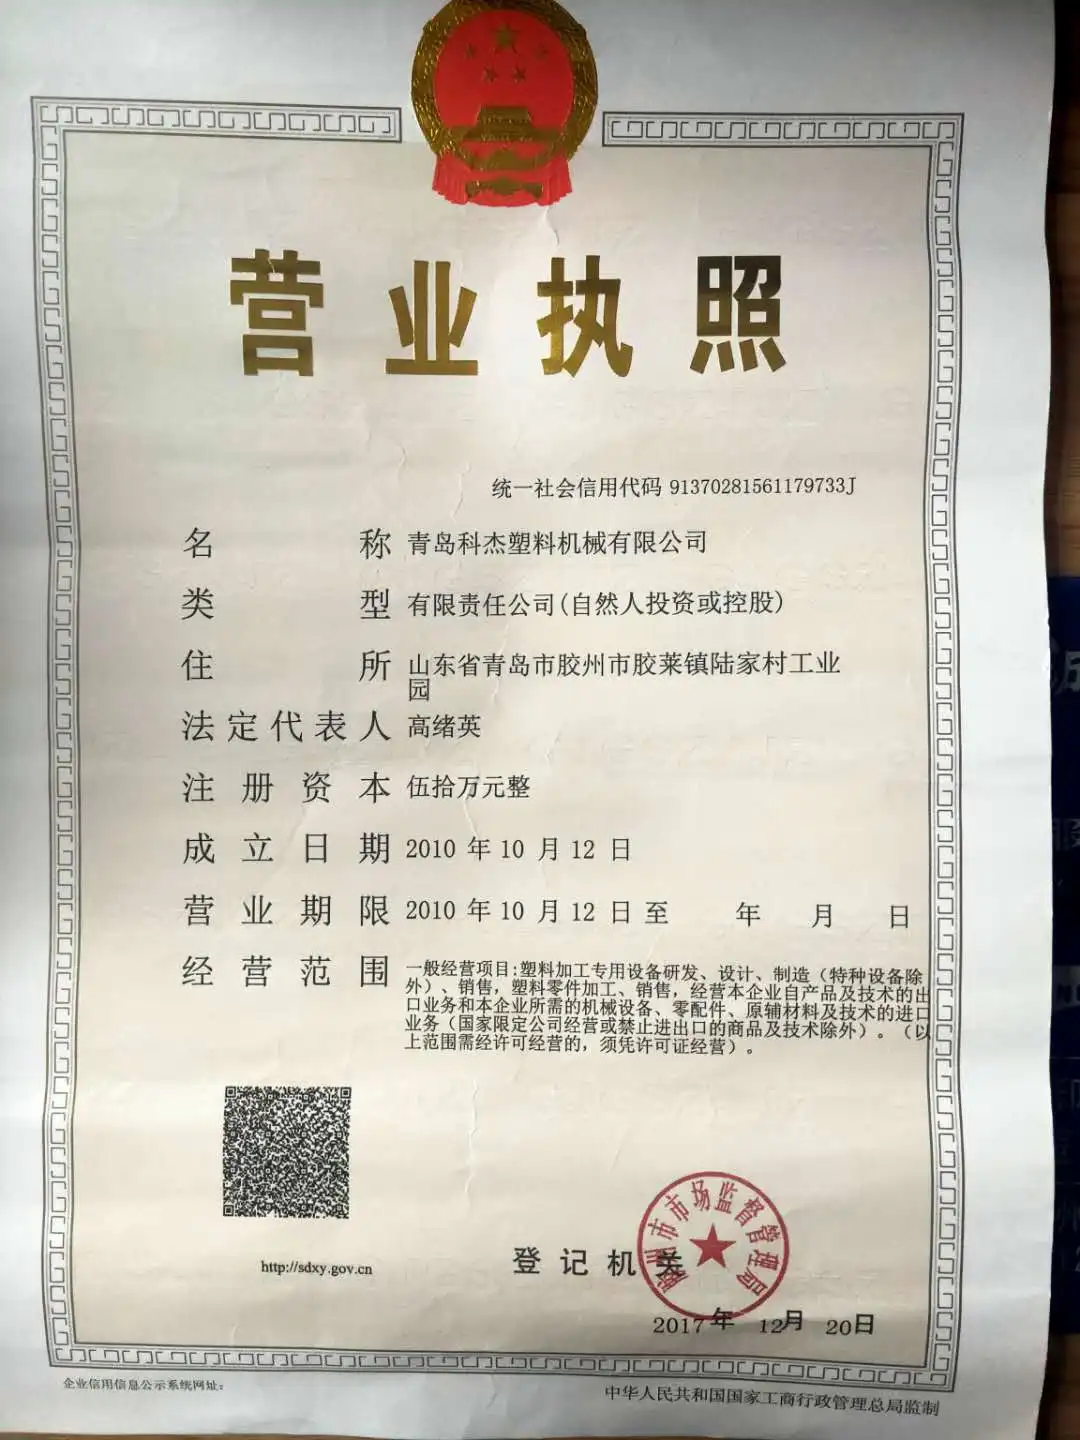 营业执照
统一社会信用代码 91370281561179733J
名称 青岛科杰塑料机械有限公司
类型 有限责任公司(自然人投资或控股)
住所 山东省青岛市胶州市胶莱镇陆家村工业
园
法定代表人 高绪英
注册资本 伍拾万元整
成立日期 2010 年 10 月 12 日
营业期限 2010 年 10 月 12 日 至 年 月 日
经营范围 一般经营项目:塑料加工专用设备研发、设计、制造（特种设备除
外）、销售，塑料零件加工、销售，经营本企业自产品及技术的出
口业务和本企业所需的机械设备、零配件、原辅材料及技术的进口
业务（国家限定公司经营或禁止进出口的商品及技术除外）。（以
上范围需经许可经营的，须凭许可证经营）。
胶州市市场监督管理局
http://sdxy.gov.cn
登记机关
2017 年 12月 20日
企业信用信息公示系统网址：
中华人民共和国国家工商行政管理总局监制